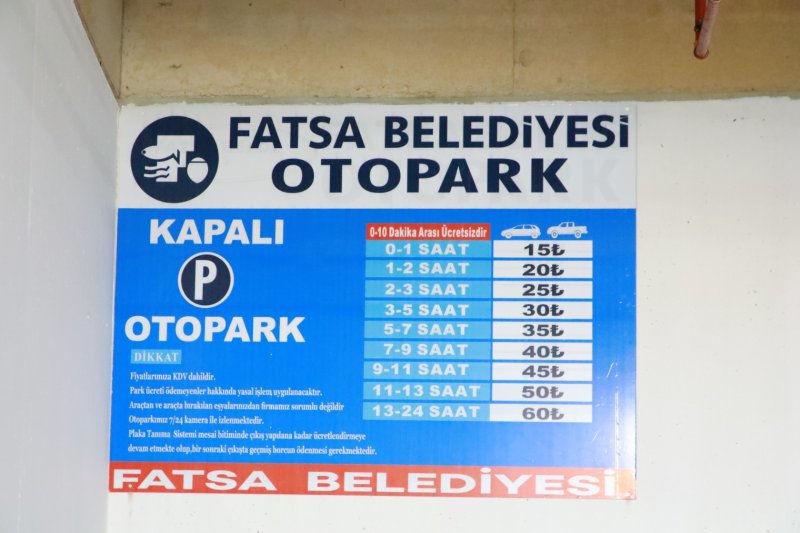 FATSA BELEDİYESİ
OTOPARK
KAPALI
P
OTOPARK
DİKKAT
Fiyatlarımıza KDV dahildir.
Park ücreti ödemeyenler hakkında yasal işlem uygulanacaktır.
Araçtan ve araçta bırakılan eşyalarınızdan firmamız sorumlu değildir
Otoparkımız 7/24 kamera ile izlenmektedir.
Plaka Tanıma Sistemi mesai bitiminde çıkış yapılana kadar ücretlendirmeye
devam etmekte olup,bir sonraki çıkışta geçmiş borcun ödenmesi gerekmektedir.
0-10 Dakika Arası Ücretsizdir
0-1 SAAT 15₺
1-2 SAAT 20₺
2-3 SAAT 25₺
3-5 SAAT 30₺
5-7 SAAT 35₺
7-9 SAAT 40₺
9-11 SAAT 45₺
11-13 SAAT 50₺
13-24 SAAT 60₺
FATSA BELEDİYESİ